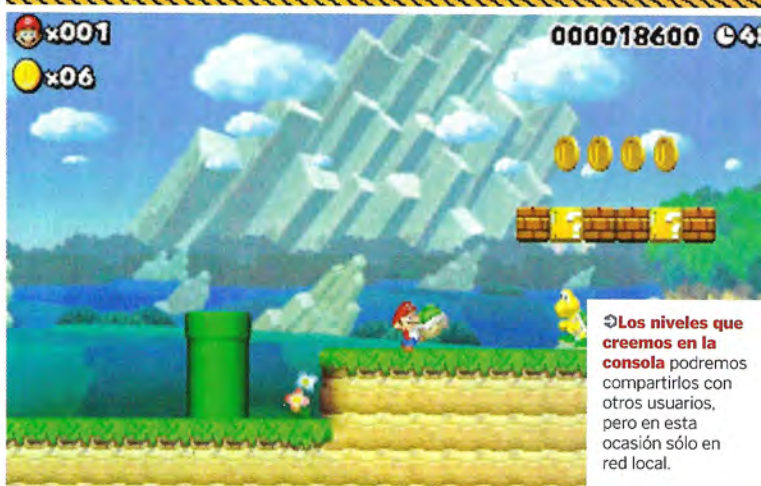 x001
000018600
x06
Los niveles que
creemos en la
consola podremos
compartirlos con
otros usuarios,
pero en esta
ocasión sólo en
red local.